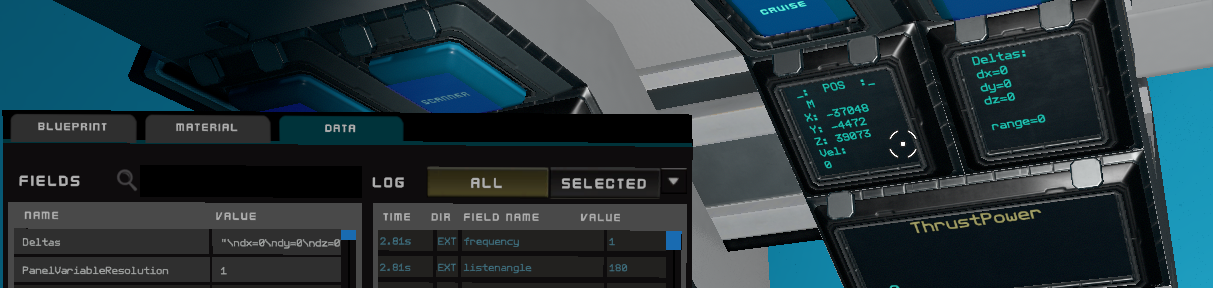 CRUISE
SCANNER
_: POS :_
M
X: -37048
Y: -4472
Z: 39073
Vel:
0
Deltas:
dx=0
dy=0
dz=0
range=0
ThrustPower
BLUEPRINT MATERIAL DATA
FIELDS
NAME VALUE
Deltas "\ndx=0\ndy=0\ndz=0
PanelVariableResolution 1
LOG ALL SELECTED
TIME DIR FIELD NAME VALUE
2.81s EXT frequency 1
2.81s EXT listenangle 180